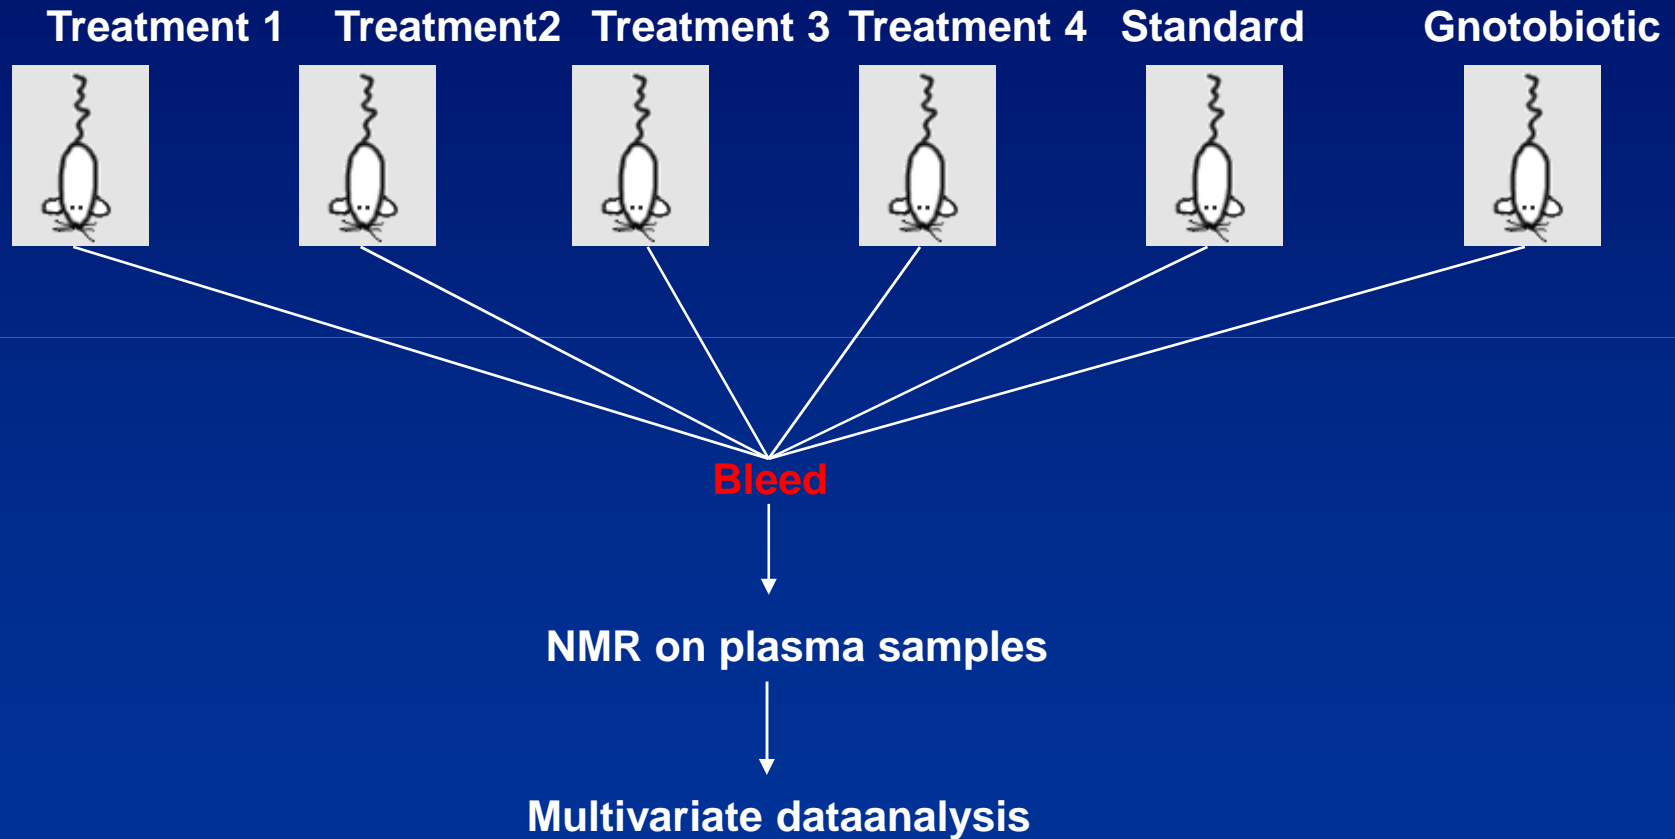 Treatment 1 Treatment2 Treatment 3 Treatment 4 Standard Gnotobiotic
Bleed
NMR on plasma samples
Multivariate dataanalysis